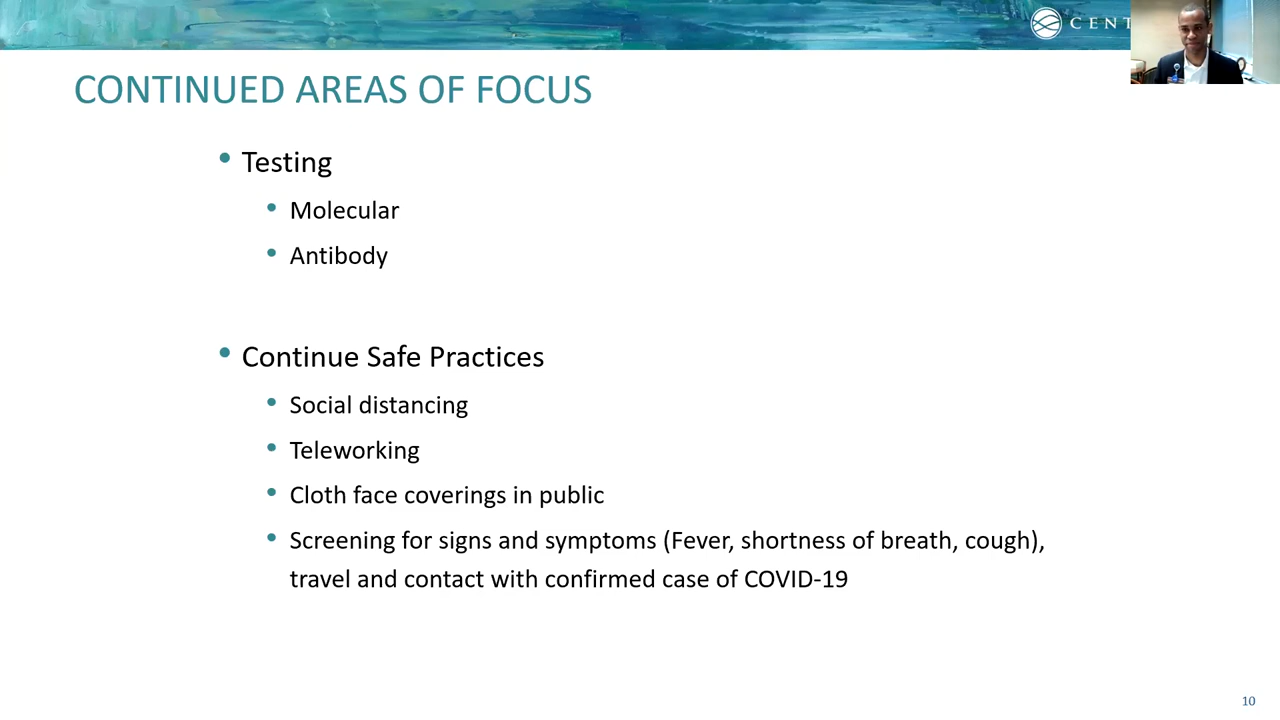 CONTINUED AREAS OF FOCUS
• Testing
• Molecular
• Antibody
• Continue Safe Practices
• Social distancing
• Teleworking
• Cloth face coverings in public
• Screening for signs and symptoms (Fever, shortness of breath, cough),
travel and contact with confirmed case of COVID-19
10